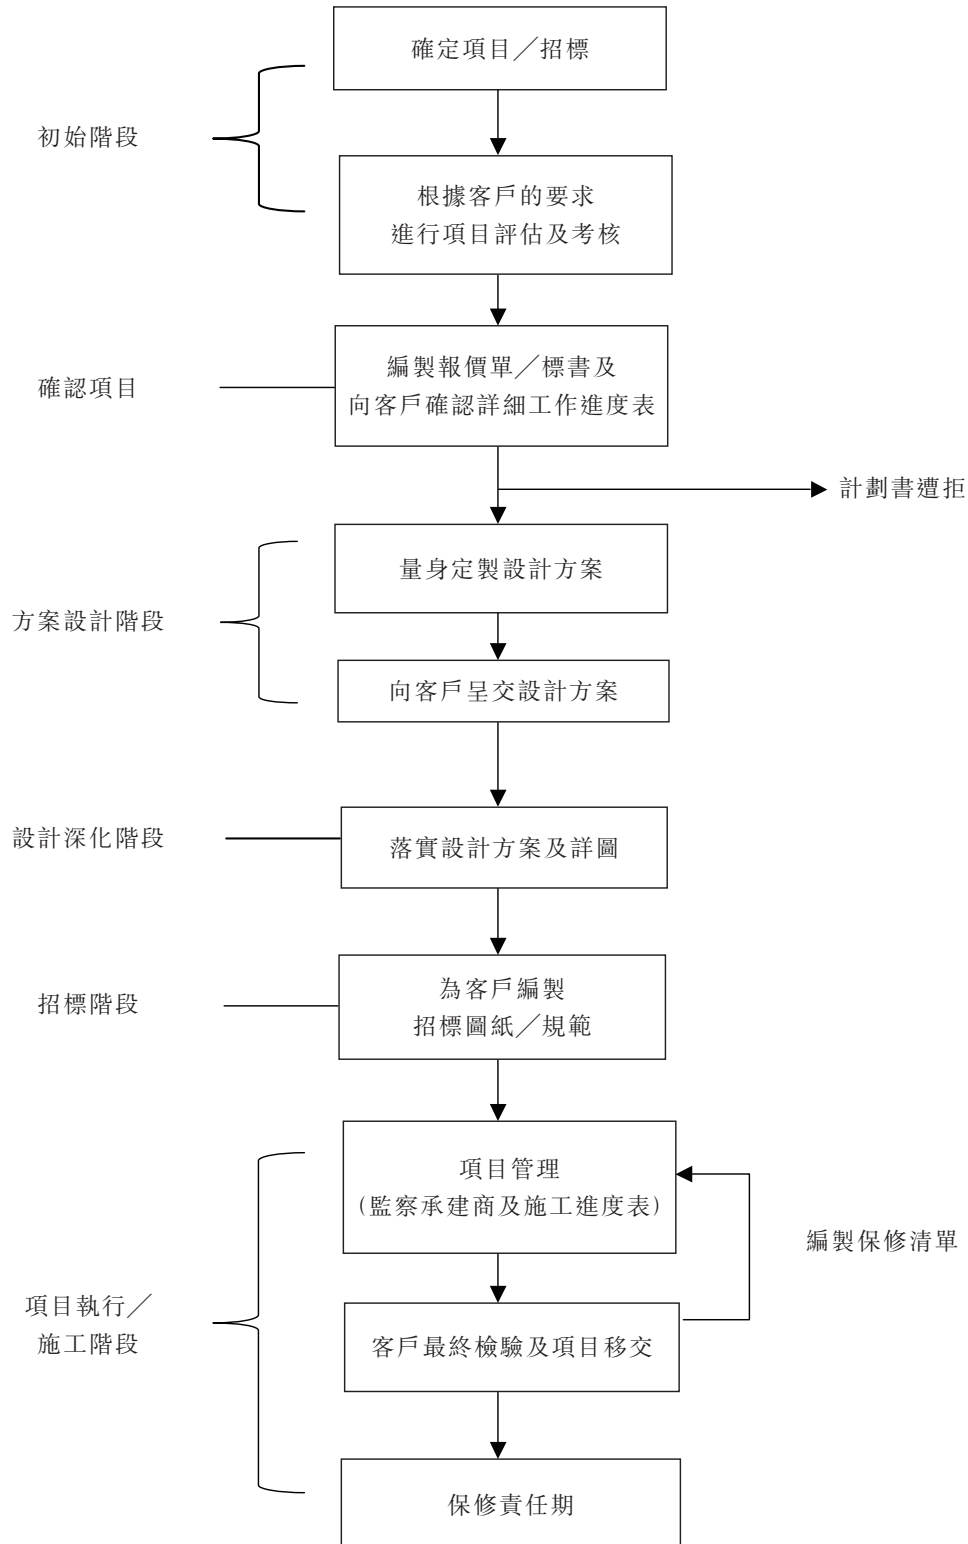 確定項目／招標
初始階段
根據客戶的要求
進行項目評估及考核
編製報價單／標書及
確認項目
向客戶確認詳細工作進度表
計劃書遭拒
量身定製設計方案
方案設計階段
向客戶呈交設計方案
設計深化階段
落實設計方案及詳圖
為客戶編製
招標階段
招標圖紙／規範
項目管理
(監察承建商及施工進度表)
編製保修清單
項目執行／
施工階段
客戶最終檢驗及項目移交
保修責任期